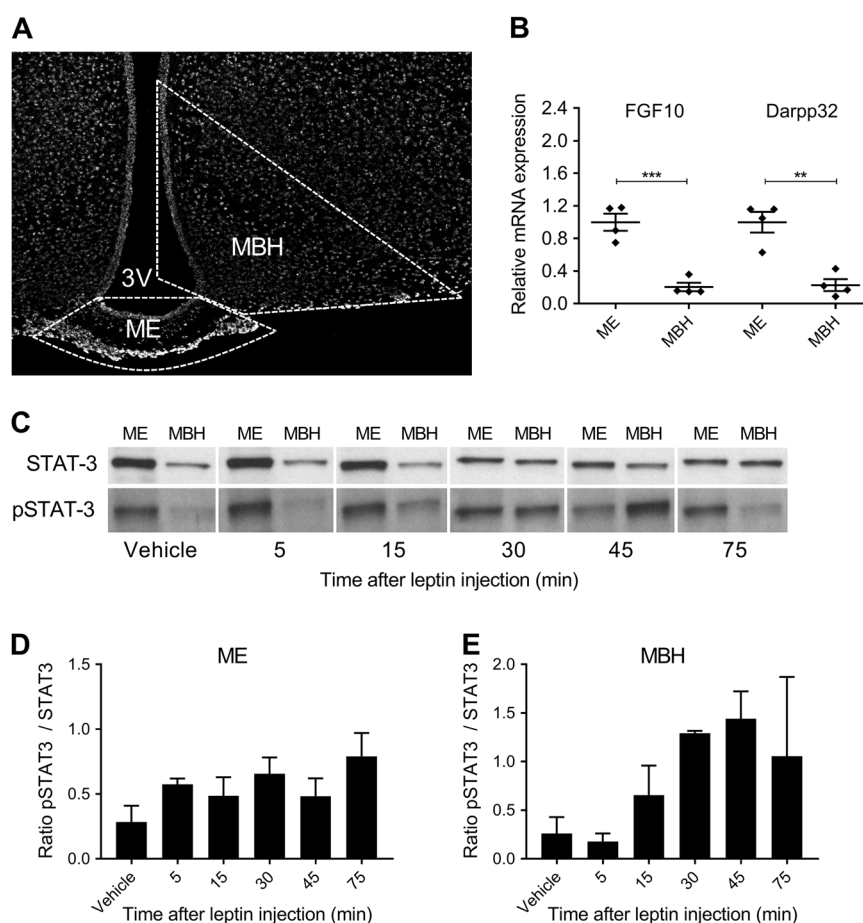 A
MBH
3V
ME
B
FGF10 Darpp32
*** **
Relative mRNA expression
2.4
2.0
1.6
1.2
0.8
0.4
0.0
ME MBH ME MBH
C
ME MBH ME MBH ME MBH ME MBH ME MBH ME MBH
STAT-3
pSTAT-3
Vehicle 5 15 30 45 75
Time after leptin injection (min)
D
ME
Ratio pSTAT3 / STAT3
1.5
1.0
0.5
0.0
Vehicle 5 15 30 45 75
Time after leptin injection (min)
E
MBH
Ratio pSTAT3 / STAT3
2.0
1.5
1.0
0.5
0.0
Vehicle 5 15 30 45 75
Time after leptin injection (min)